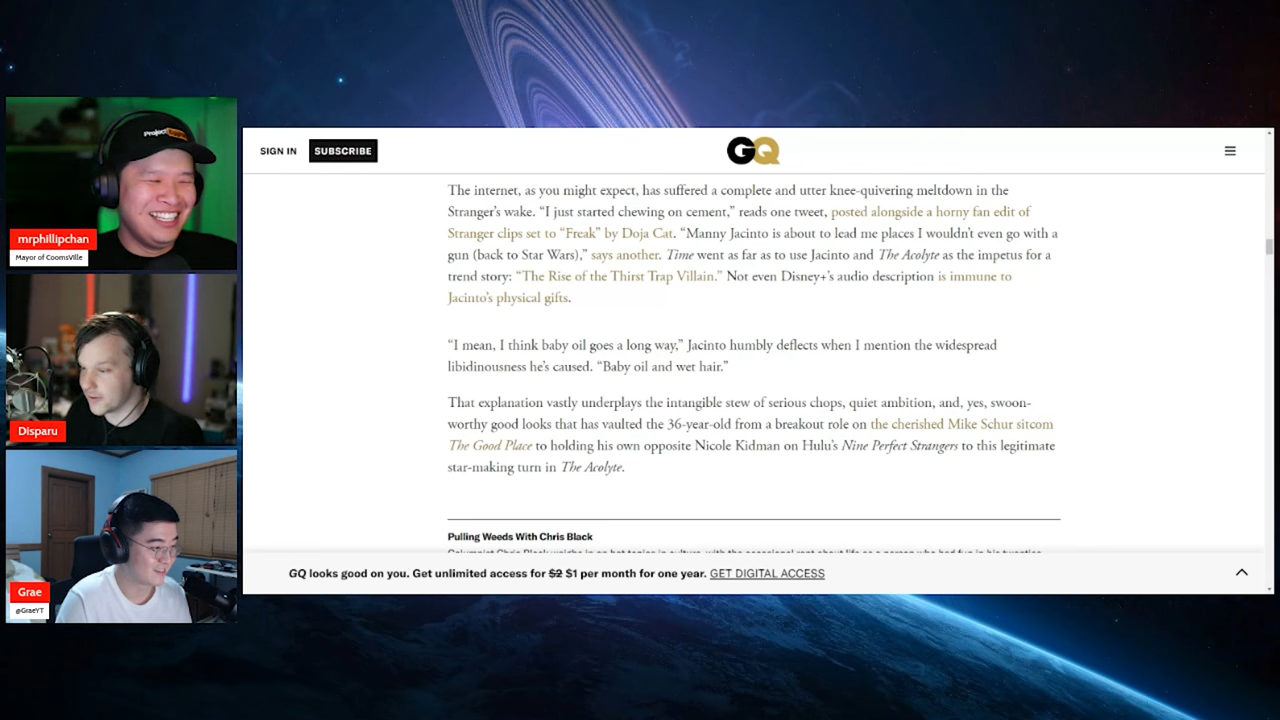 SIGN IN
SUBSCRIBE
GQ
The internet, as you might expect, has suffered a complete and utter knee-quivering meltdown in the
Stranger’s wake. “I just started chewing on cement,” reads one tweet, posted alongside a horny fan edit of
Stranger clips set to “Freak” by Doja Cat. “Manny Jacinto is about to lead me places I wouldn’t even go with a
gun (back to Star Wars),” says another. Time went as far as to use Jacinto and The Acolyte as the impetus for a
trend story: “The Rise of the Thirst Trap Villain.” Not even Disney+’s audio description is immune to
Jacinto’s physical gifts.
“I mean, I think baby oil goes a long way,” Jacinto humbly deflects when I mention the widespread
libidinousness he’s caused. “Baby oil and wet hair.”
That explanation vastly underplays the intangible stew of serious chops, quiet ambition, and, yes, swoon-
worthy good looks that has vaulted the 36-year-old from a breakout role on the cherished Mike Schur sitcom
The Good Place to holding his own opposite Nicole Kidman on Hulu’s Nine Perfect Strangers to this legitimate
star-making turn in The Acolyte.
Pulling Weeds With Chris Black
GQ looks good on you. Get unlimited access for $2 $1 per month for one year. GET DIGITAL ACCESS
Project
mrphillipchan
Mayor of CoomsVille
Disparu
Grae
@GraeYT